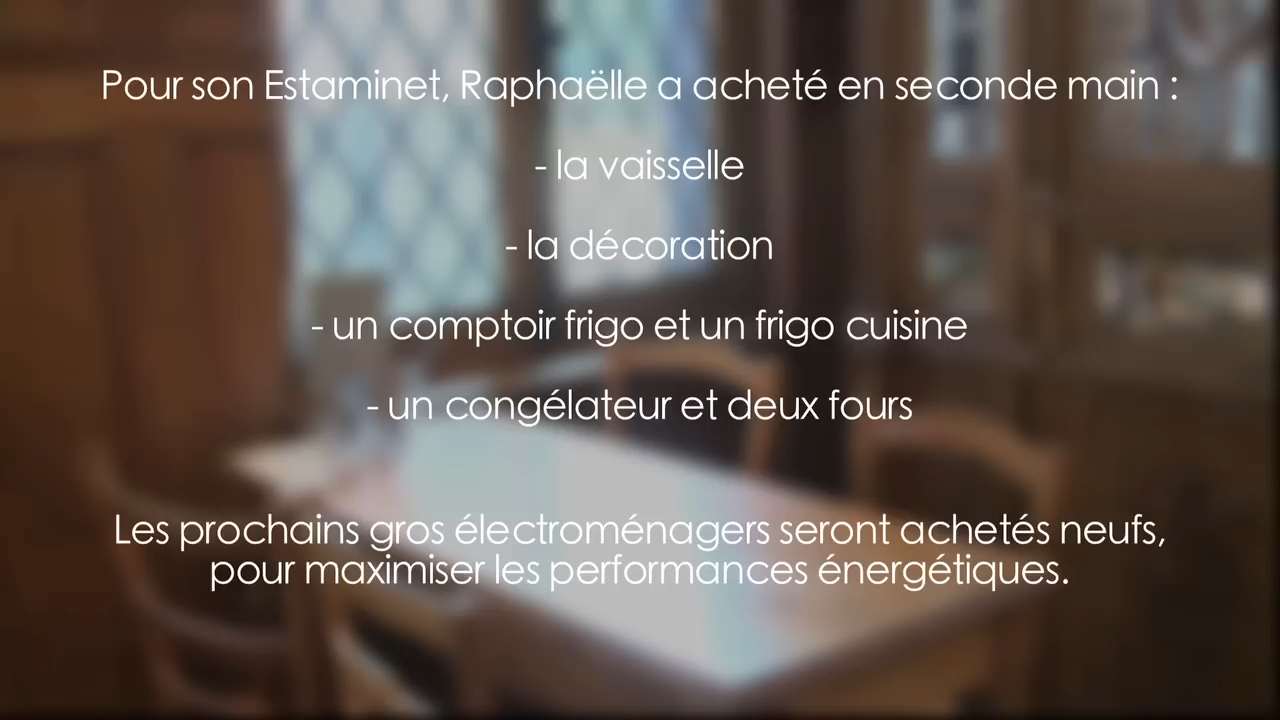 Pour son Estaminet, Raphaëlle a acheté en seconde main :
- la vaisselle
- la décoration
- un comptoir frigo et un frigo cuisine
- un congélateur et deux fours
Les prochains gros électroménagers seront achetés neufs,
pour maximiser les performances énergétiques.